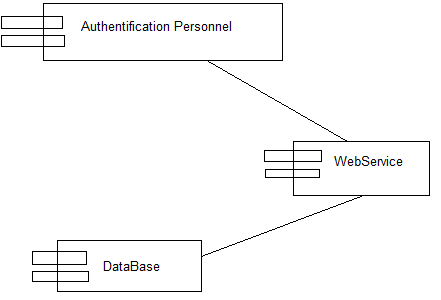 Authentification Personnel
WebService
DataBase